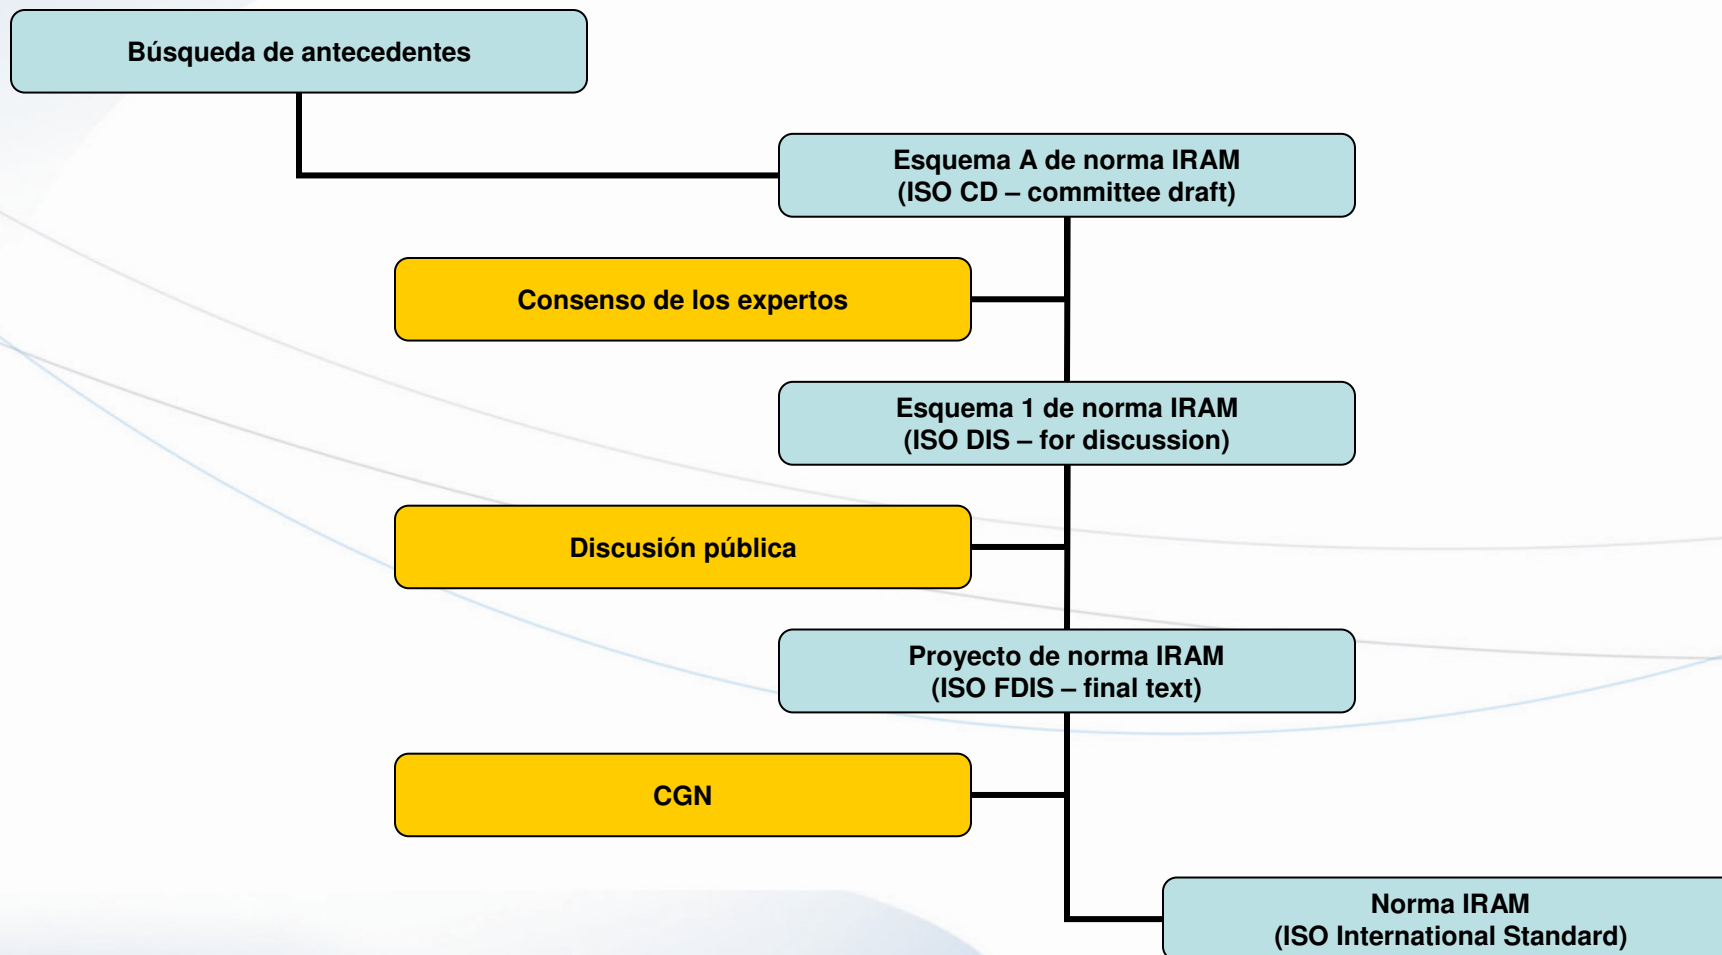 Búsqueda de antecedentes
Esquema A de norma IRAM
(ISO CD – committee draft)
Consenso de los expertos
Esquema 1 de norma IRAM
(ISO DIS – for discussion)
Discusión pública
Proyecto de norma IRAM
(ISO FDIS – final text)
CGN
Norma IRAM
(ISO International Standard)